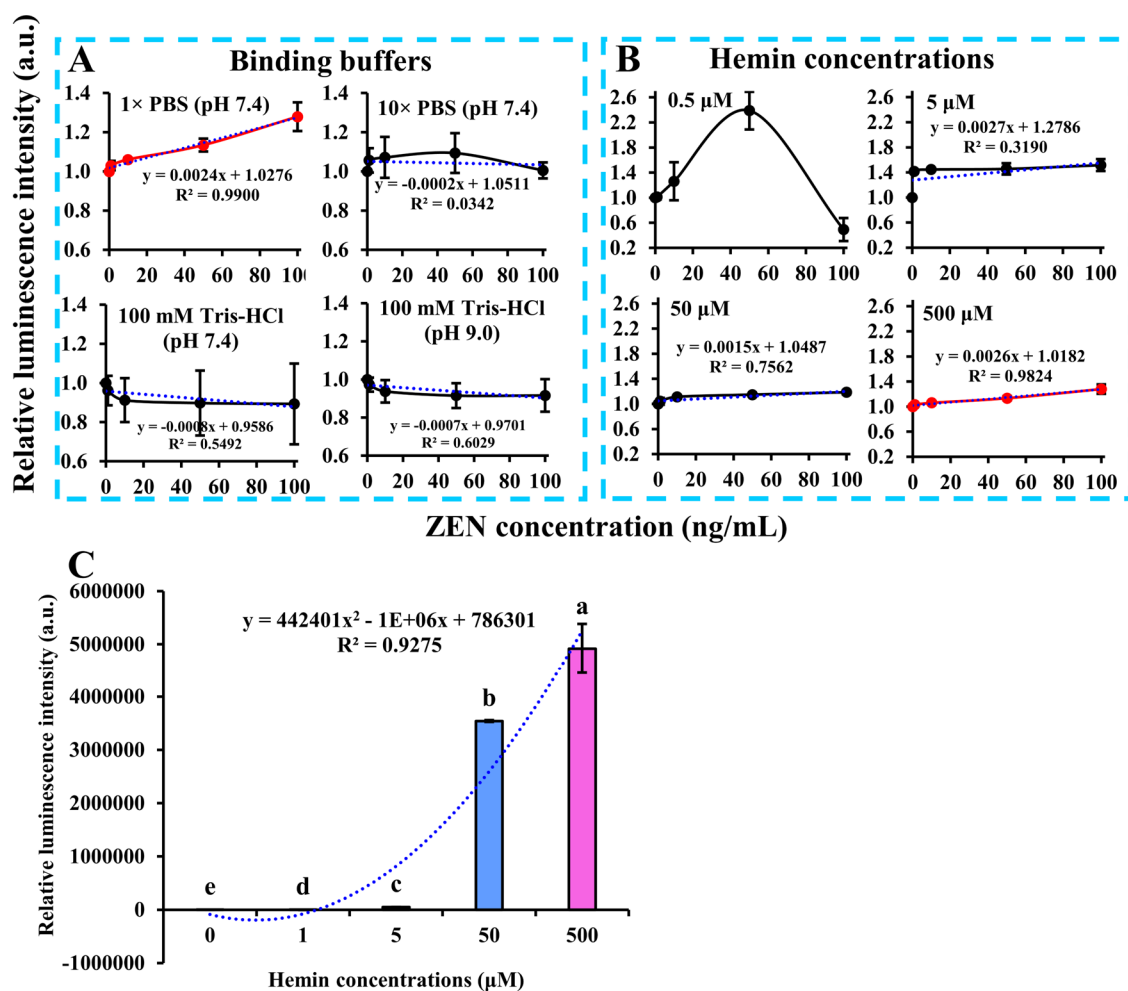 Relative luminescence intensity (a.u.)
A
Binding buffers
1× PBS (pH 7.4)
y = 0.0024x + 1.0276
R² = 0.9900
1.4
1.2
1.0
0.8
0.6
0 20 40 60 80 100
10× PBS (pH 7.4)
y = -0.0002x + 1.0511
R² = 0.0342
1.4
1.2
1.0
0.8
0.6
0 20 40 60 80 100
100 mM Tris-HCl
(pH 7.4)
y = -0.0008x + 0.9586
R² = 0.5492
1.4
1.2
1.0
0.8
0.6
0 20 40 60 80 100
100 mM Tris-HCl
(pH 9.0)
y = -0.0007x + 0.9701
R² = 0.6029
1.4
1.2
1.0
0.8
0.6
0 20 40 60 80 100
B
Hemin concentrations
0.5 μM
2.6
2.2
1.8
1.4
1.0
0.6
0.2
0 20 40 60 80 100
5 μM
y = 0.0027x + 1.2786
R² = 0.3190
2.6
2.2
1.8
1.4
1.0
0.6
0.2
0 20 40 60 80 100
50 μM
y = 0.0015x + 1.0487
R² = 0.7562
2.6
2.2
1.8
1.4
1.0
0.6
0.2
0 20 40 60 80 100
500 μM
y = 0.0026x + 1.0182
R² = 0.9824
2.6
2.2
1.8
1.4
1.0
0.6
0.2
0 20 40 60 80 100
ZEN concentration (ng/mL)
C
Relative luminescence intensity (a.u.)
6000000
5000000
4000000
3000000
2000000
1000000
0
-1000000
y = 442401x² - 1E+06x + 786301
R² = 0.9275
e d c b a
0 1 5 50 500
Hemin concentrations (μM)